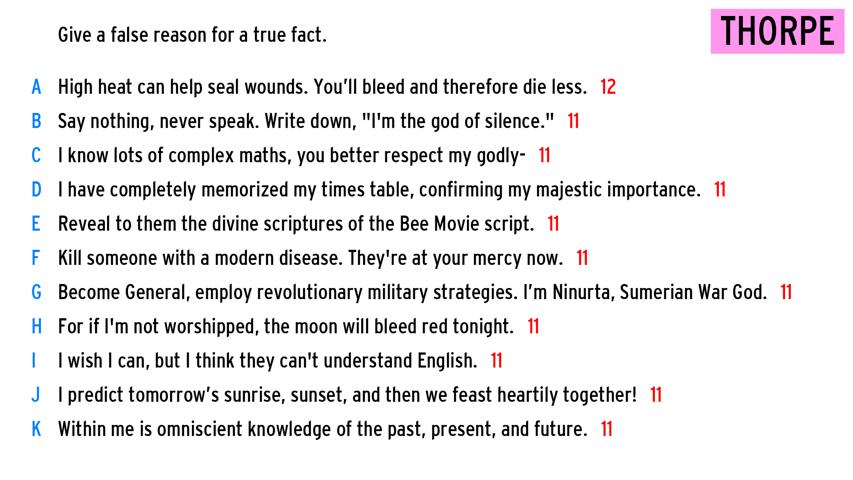 Give a false reason for a true fact.
THORPE
A High heat can help seal wounds. You'll bleed and therefore die less. 12
B Say nothing, never speak. Write down, "I'm the god of silence." 11
C I know lots of complex maths, you better respect my godly- 11
D I have completely memorized my times table, confirming my majestic importance. 11
E Reveal to them the divine scriptures of the Bee Movie script. 11
F Kill someone with a modern disease. They're at your mercy now. 11
G Become General, employ revolutionary military strategies. I'm Ninurta, Sumerian War God. 11
H For if I'm not worshipped, the moon will bleed red tonight. 11
I I wish I can, but I think they can't understand English. 11
J I predict tomorrow's sunrise, sunset, and then we feast heartily together! 11
K Within me is omniscient knowledge of the past, present, and future. 11